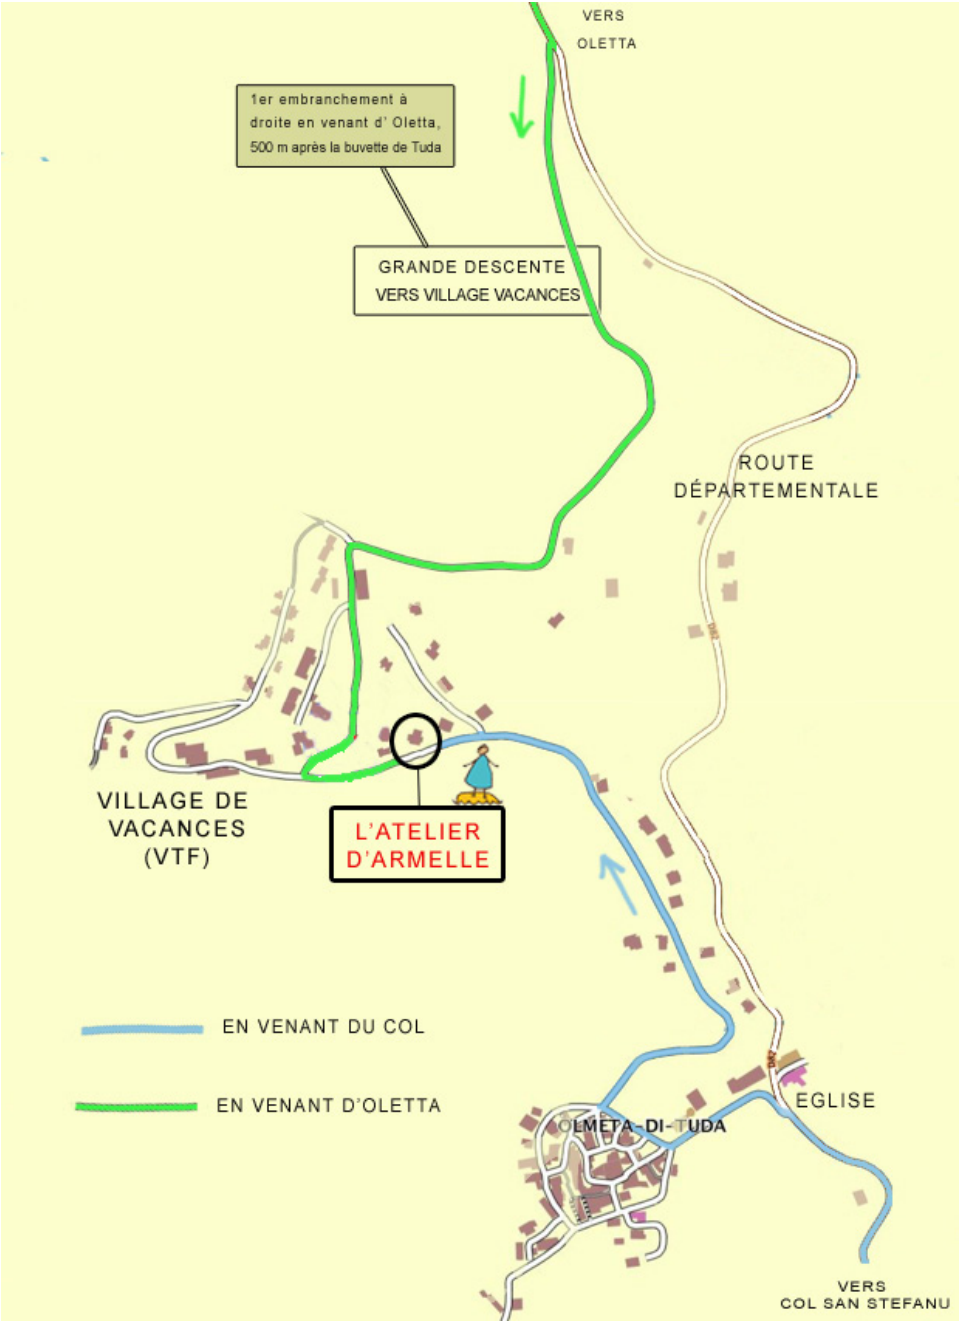 VERS
OLETTA
1er embranchement à
droite en venant d' Oletta,
500 m après la buvette de Tuda
GRANDE DESCENTE
VERS VILLAGE VACANCES
ROUTE
DÉPARTEMENTALE
D82
VILLAGE DE
VACANCES
(VTF)
L'ATELIER
D'ARMELLE
EN VENANT DU COL
EN VENANT D'OLETTA
D82
EGLISE
OLMETA-DI-TUDA
VERS
COL SAN STEFANU